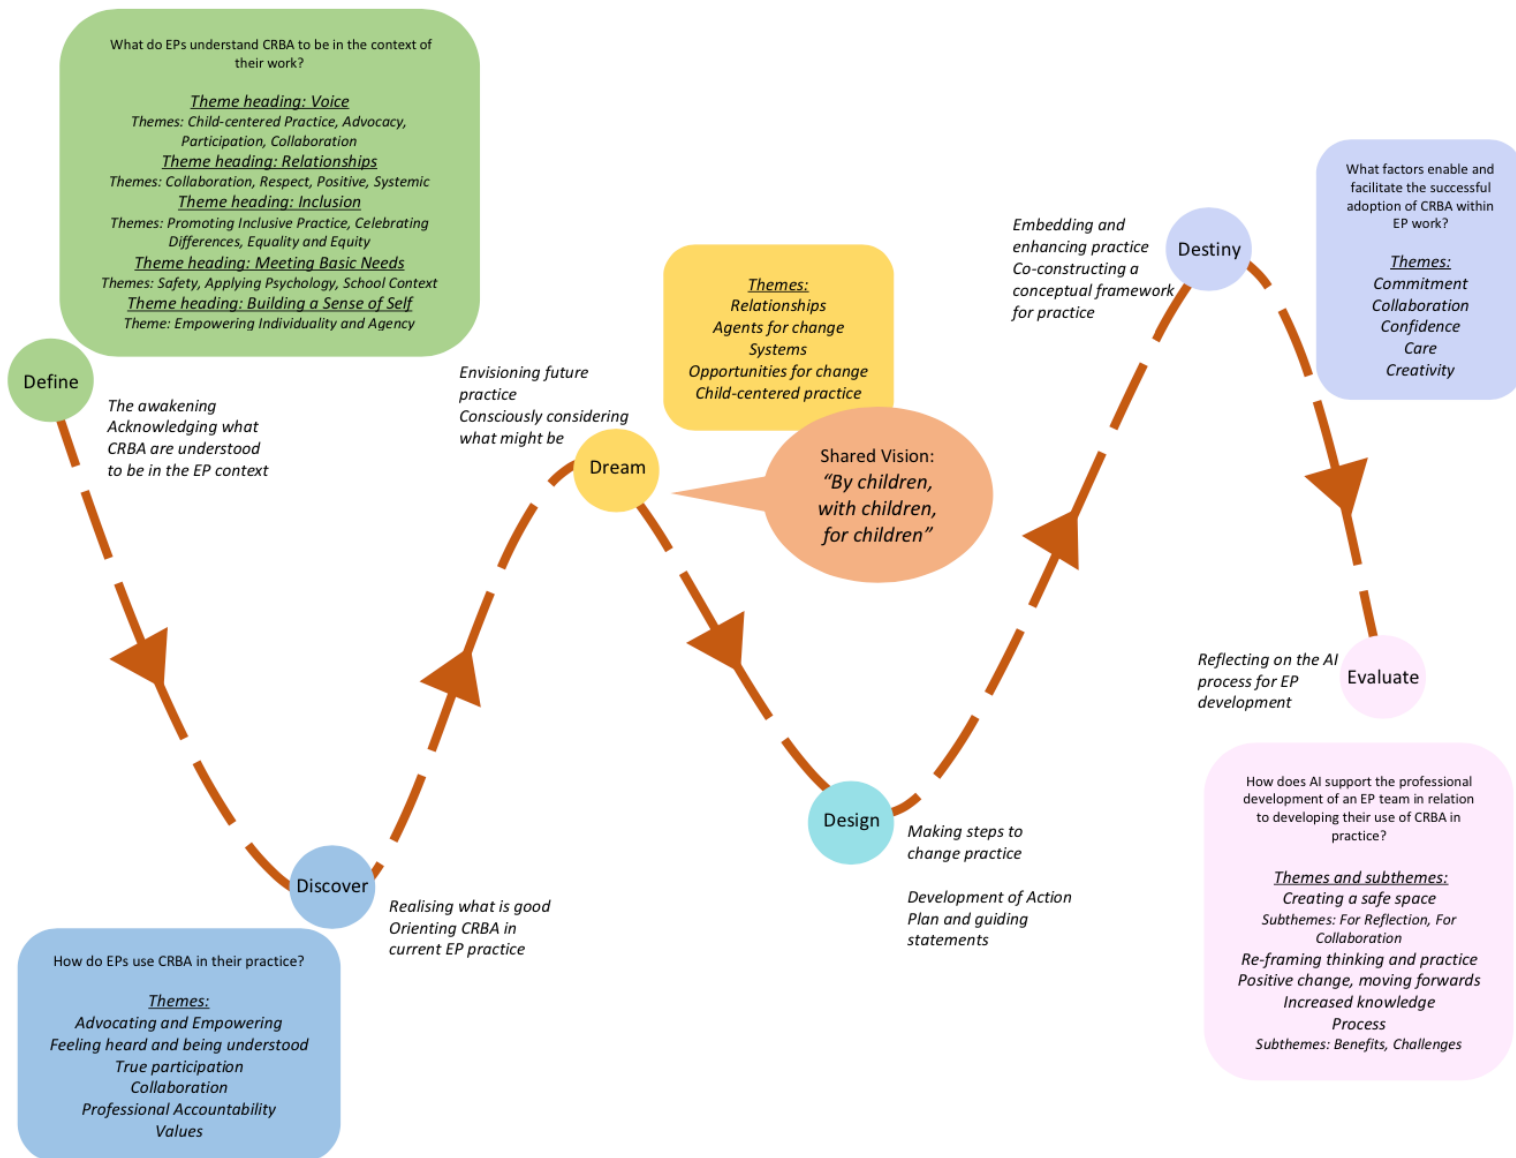 What do EPs understand CRBA to be in the context of
their work?
Theme heading: Voice
Themes: Child-centered Practice, Advocacy,
Participation, Collaboration
Theme heading: Relationships
Themes: Collaboration, Respect, Positive, Systemic
Theme heading: Inclusion
Themes: Promoting Inclusive Practice, Celebrating
Differences, Equality and Equity
Theme heading: Meeting Basic Needs
Themes: Safety, Applying Psychology, School Context
Theme heading: Building a Sense of Self
Theme: Empowering Individuality and Agency
Define
The awakening
Acknowledging what
CRBA are understood
to be in the EP context
Discover
Realising what is good
Orienting CRBA in
current EP practice
How do EPs use CRBA in their practice?
Themes:
Advocating and Empowering
Feeling heard and being understood
True participation
Collaboration
Professional Accountability
Values
Envisioning future
practice
Consciously considering
what might be
Dream
Themes:
Relationships
Agents for change
Systems
Opportunities for change
Child-centered practice
Shared Vision:
“By children,
with children,
for children”
Design
Making steps to
change practice
Development of Action
Plan and guiding
statements
Embedding and
enhancing practice
Co-constructing a
conceptual framework
for practice
Destiny
What factors enable and
facilitate the successful
adoption of CRBA within
EP work?
Themes:
Commitment
Collaboration
Confidence
Care
Creativity
Reflecting on the AI
process for EP
development
Evaluate
How does AI support the professional
development of an EP team in relation
to developing their use of CRBA in
practice?
Themes and subthemes:
Creating a safe space
Subthemes: For Reflection, For
Collaboration
Re-framing thinking and practice
Positive change, moving forwards
Increased knowledge
Process
Subthemes: Benefits, Challenges